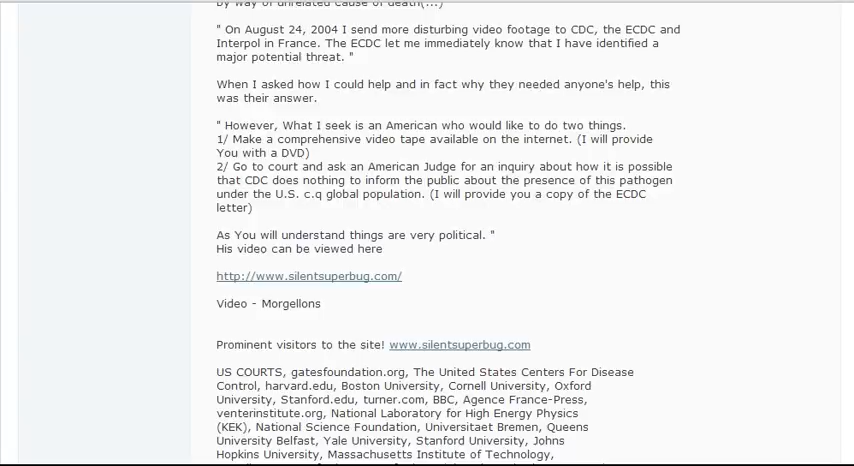 by way of unrelated cause of death(...)
" On August 24, 2004 I send more disturbing video footage to CDC, the ECDC and
Interpol in France. The ECDC let me immediately know that I have identified a
major potential threat. "
When I asked how I could help and in fact why they needed anyone's help, this
was their answer.
" However, What I seek is an American who would like to do two things.
1/ Make a comprehensive video tape available on the internet. (I will provide
You with a DVD)
2/ Go to court and ask an American Judge for an inquiry about how it is possible
that CDC does nothing to inform the public about the presence of this pathogen
under the U.S. c.q global population. (I will provide you a copy of the ECDC
letter)
As You will understand things are very political. "
His video can be viewed here
http://www.silentsuperbug.com/
Video - Morgellons
Prominent visitors to the site! www.silentsuperbug.com
US COURTS, gatesfoundation.org, The United States Centers For Disease
Control, harvard.edu, Boston University, Cornell University, Oxford
University, Stanford.edu, turner.com, BBC, Agence France-Press,
venterinstitute.org, National Laboratory for High Energy Physics
(KEK), National Science Foundation, Universitaet Bremen, Queens
University Belfast, Yale University, Stanford University, Johns
Hopkins University, Massachusetts Institute of Technology,